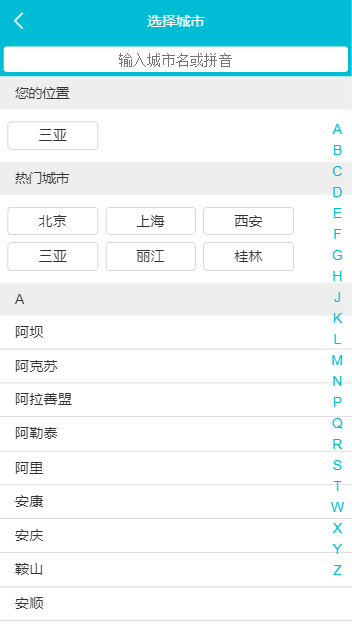 选择城市
输入城市名或拼音
您的位置
三亚
热门城市
北京 上海 西安
三亚 丽江 桂林
A
阿坝
阿克苏
阿拉善盟
阿勒泰
阿里
安康
安庆
鞍山
安顺
A
B
C
D
E
F
G
H
J
K
L
M
N
P
Q
R
S
T
W
X
Y
Z